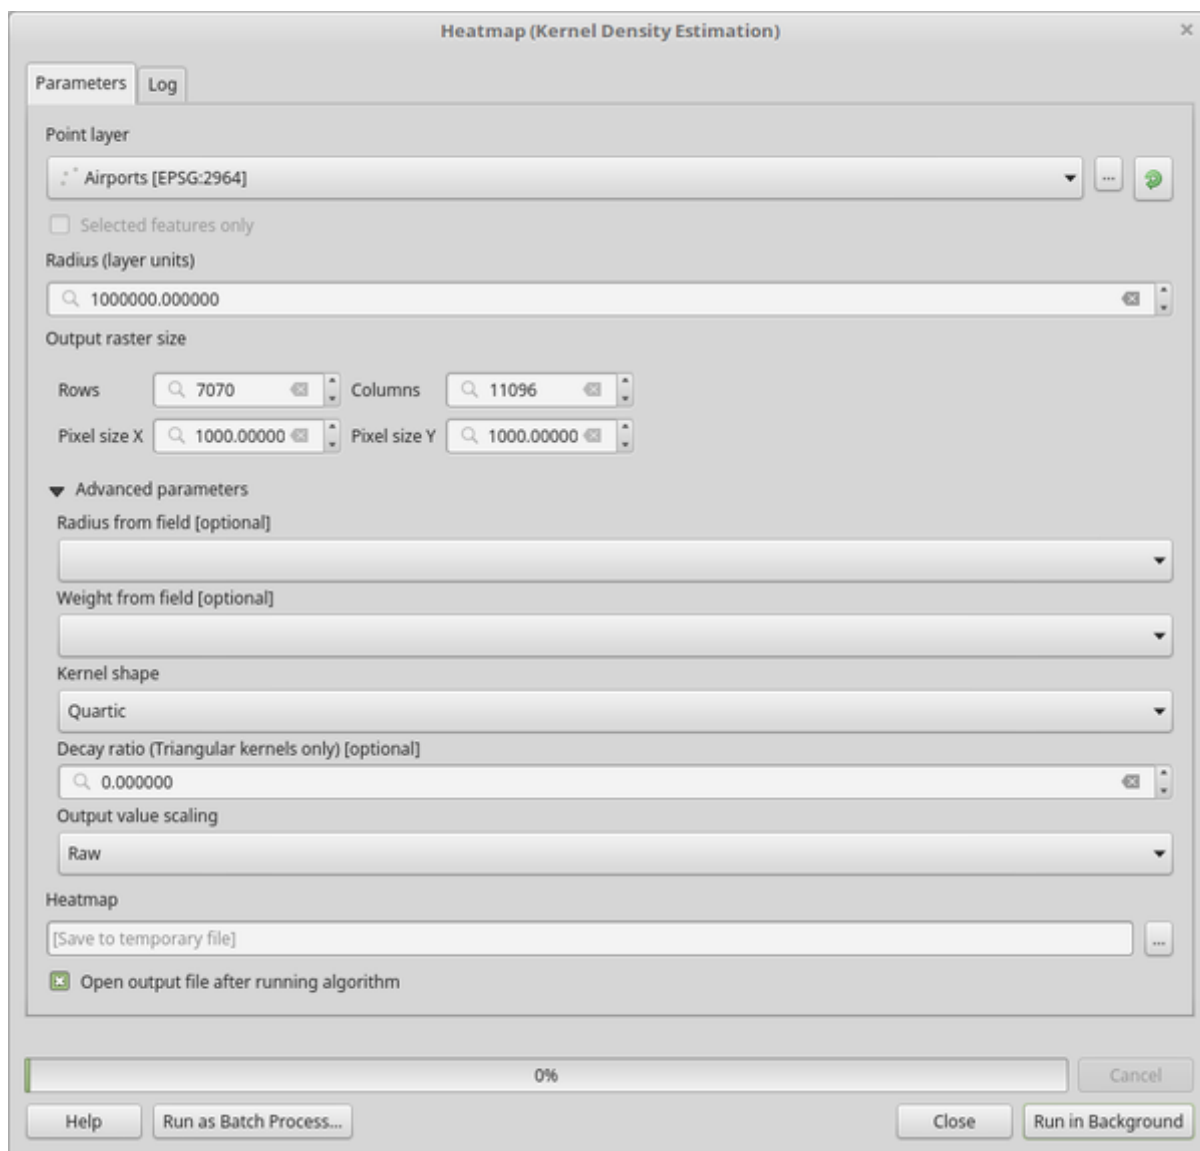 Heatmap (Kernel Density Estimation)
Parameters Log
Point layer
Airports [EPSG:2964] ...
Selected features only
Radius (layer units)
1000000.000000
Output raster size
Rows 7070 Columns 11096
Pixel size X 1000.00000 Pixel size Y 1000.00000
Advanced parameters
Radius from field [optional]
Weight from field [optional]
Kernel shape
Quartic
Decay ratio (Triangular kernels only) [optional]
0.000000
Output value scaling
Raw
Heatmap
[Save to temporary file] ...
Open output file after running algorithm
0% Cancel
Help Run as Batch Process... Close Run in Background